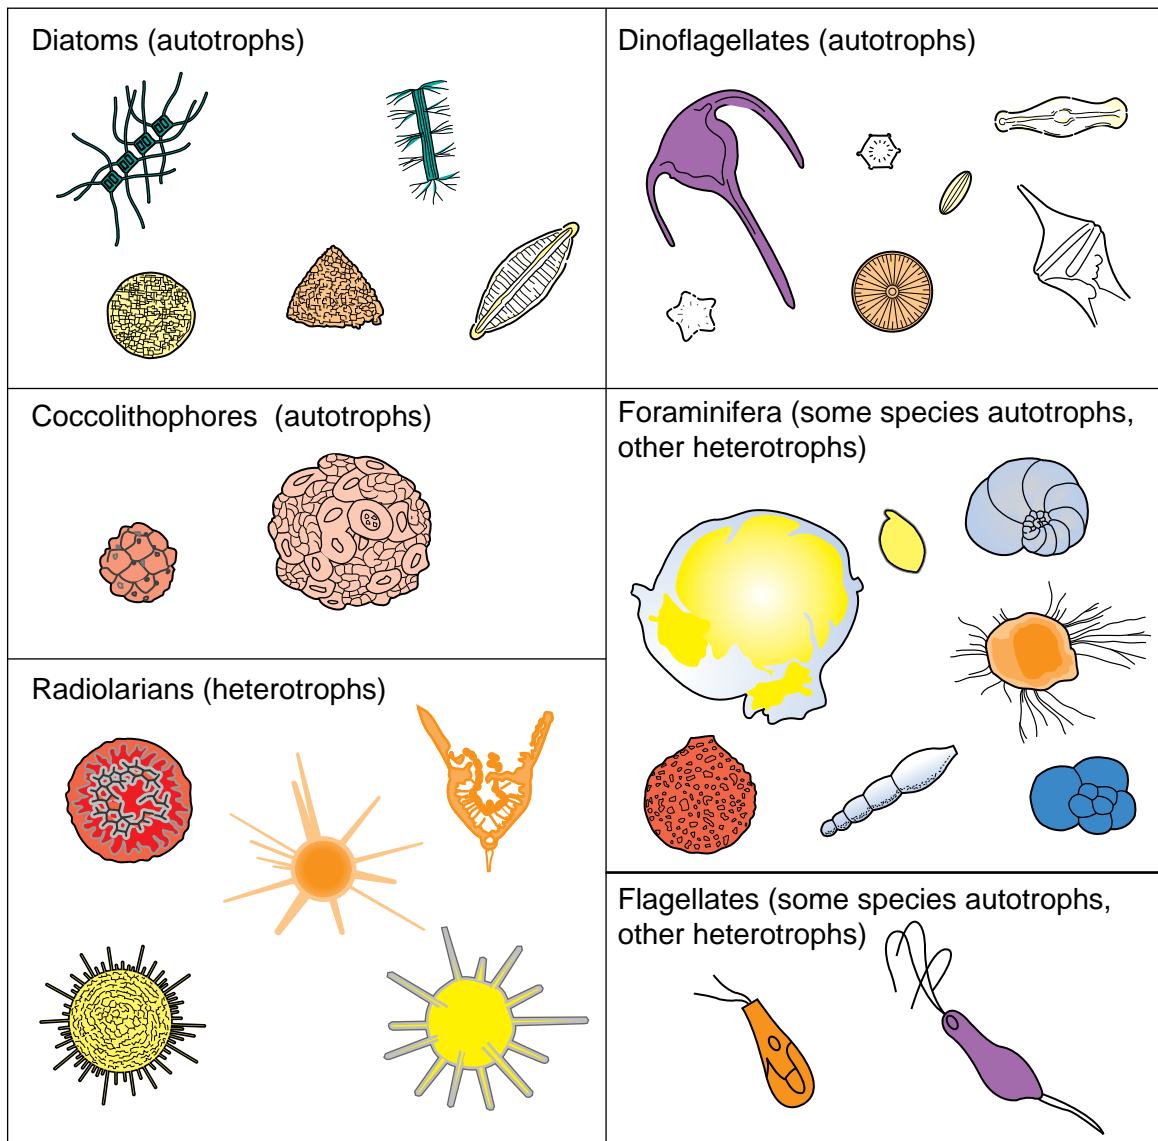 Diatoms (autotrophs)
Dinoflagellates (autotrophs)
Coccolithophores  (autotrophs)
Foraminifera (some species autotrophs,
other heterotrophs)
Radiolarians (heterotrophs)
Flagellates (some species autotrophs,
other heterotrophs)